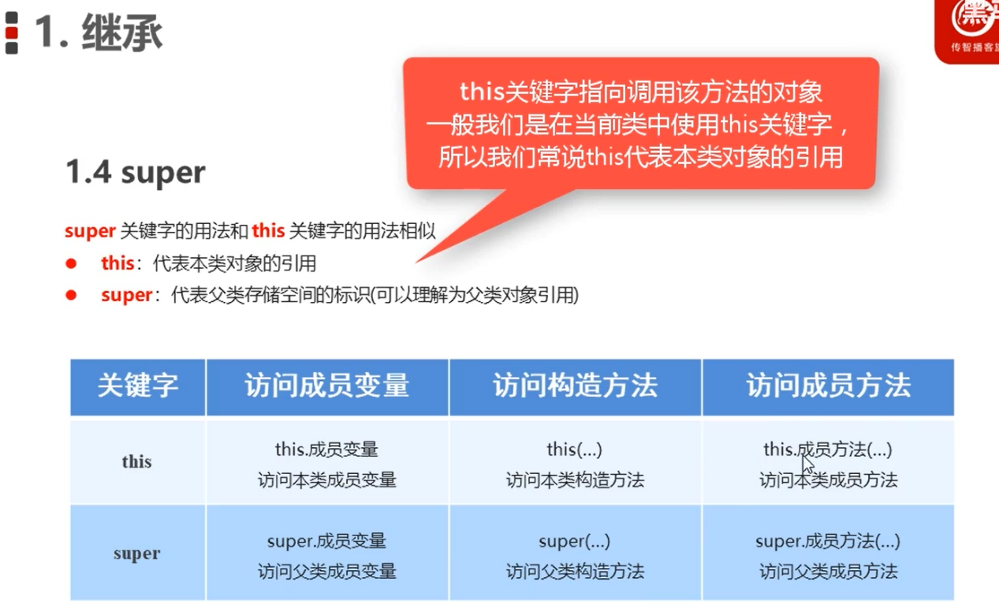 1. 继承
传智播客旗
this关键字指向调用该方法的对象
一般我们是在当前类中使用this关键字，
所以我们常说this代表本类对象的引用
1.4 super
super 关键字的用法和 this 关键字的用法相似
this：代表本类对象的引用
super：代表父类存储空间的标识(可以理解为父类对象引用)
关键字 访问成员变量 访问构造方法 访问成员方法
this.成员变量 this(…) this.成员方法(…)
this
访问本类成员变量 访问本类构造方法 访问本类成员方法
super.成员变量 super(…) super.成员方法(…)
super
访问父类成员变量 访问父类构造方法 访问父类成员方法